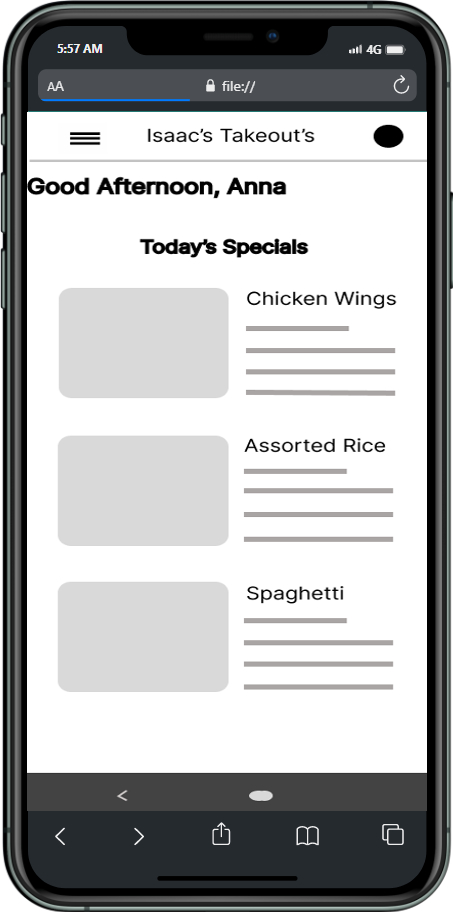 5:57 AM
4G
AA
file://
Isaac's Takeout's
Good Afternoon, Anna
Today's Specials
Chicken Wings
Assorted Rice
Spaghetti